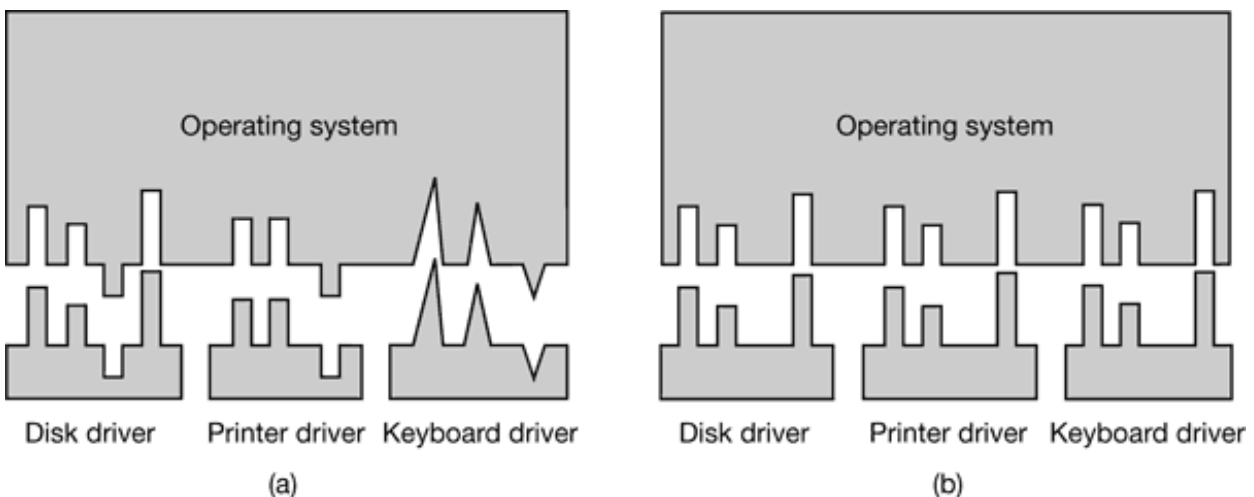 Operating system
Disk driver Printer driver Keyboard driver
(a)
Operating system
Disk driver Printer driver Keyboard driver
(b)